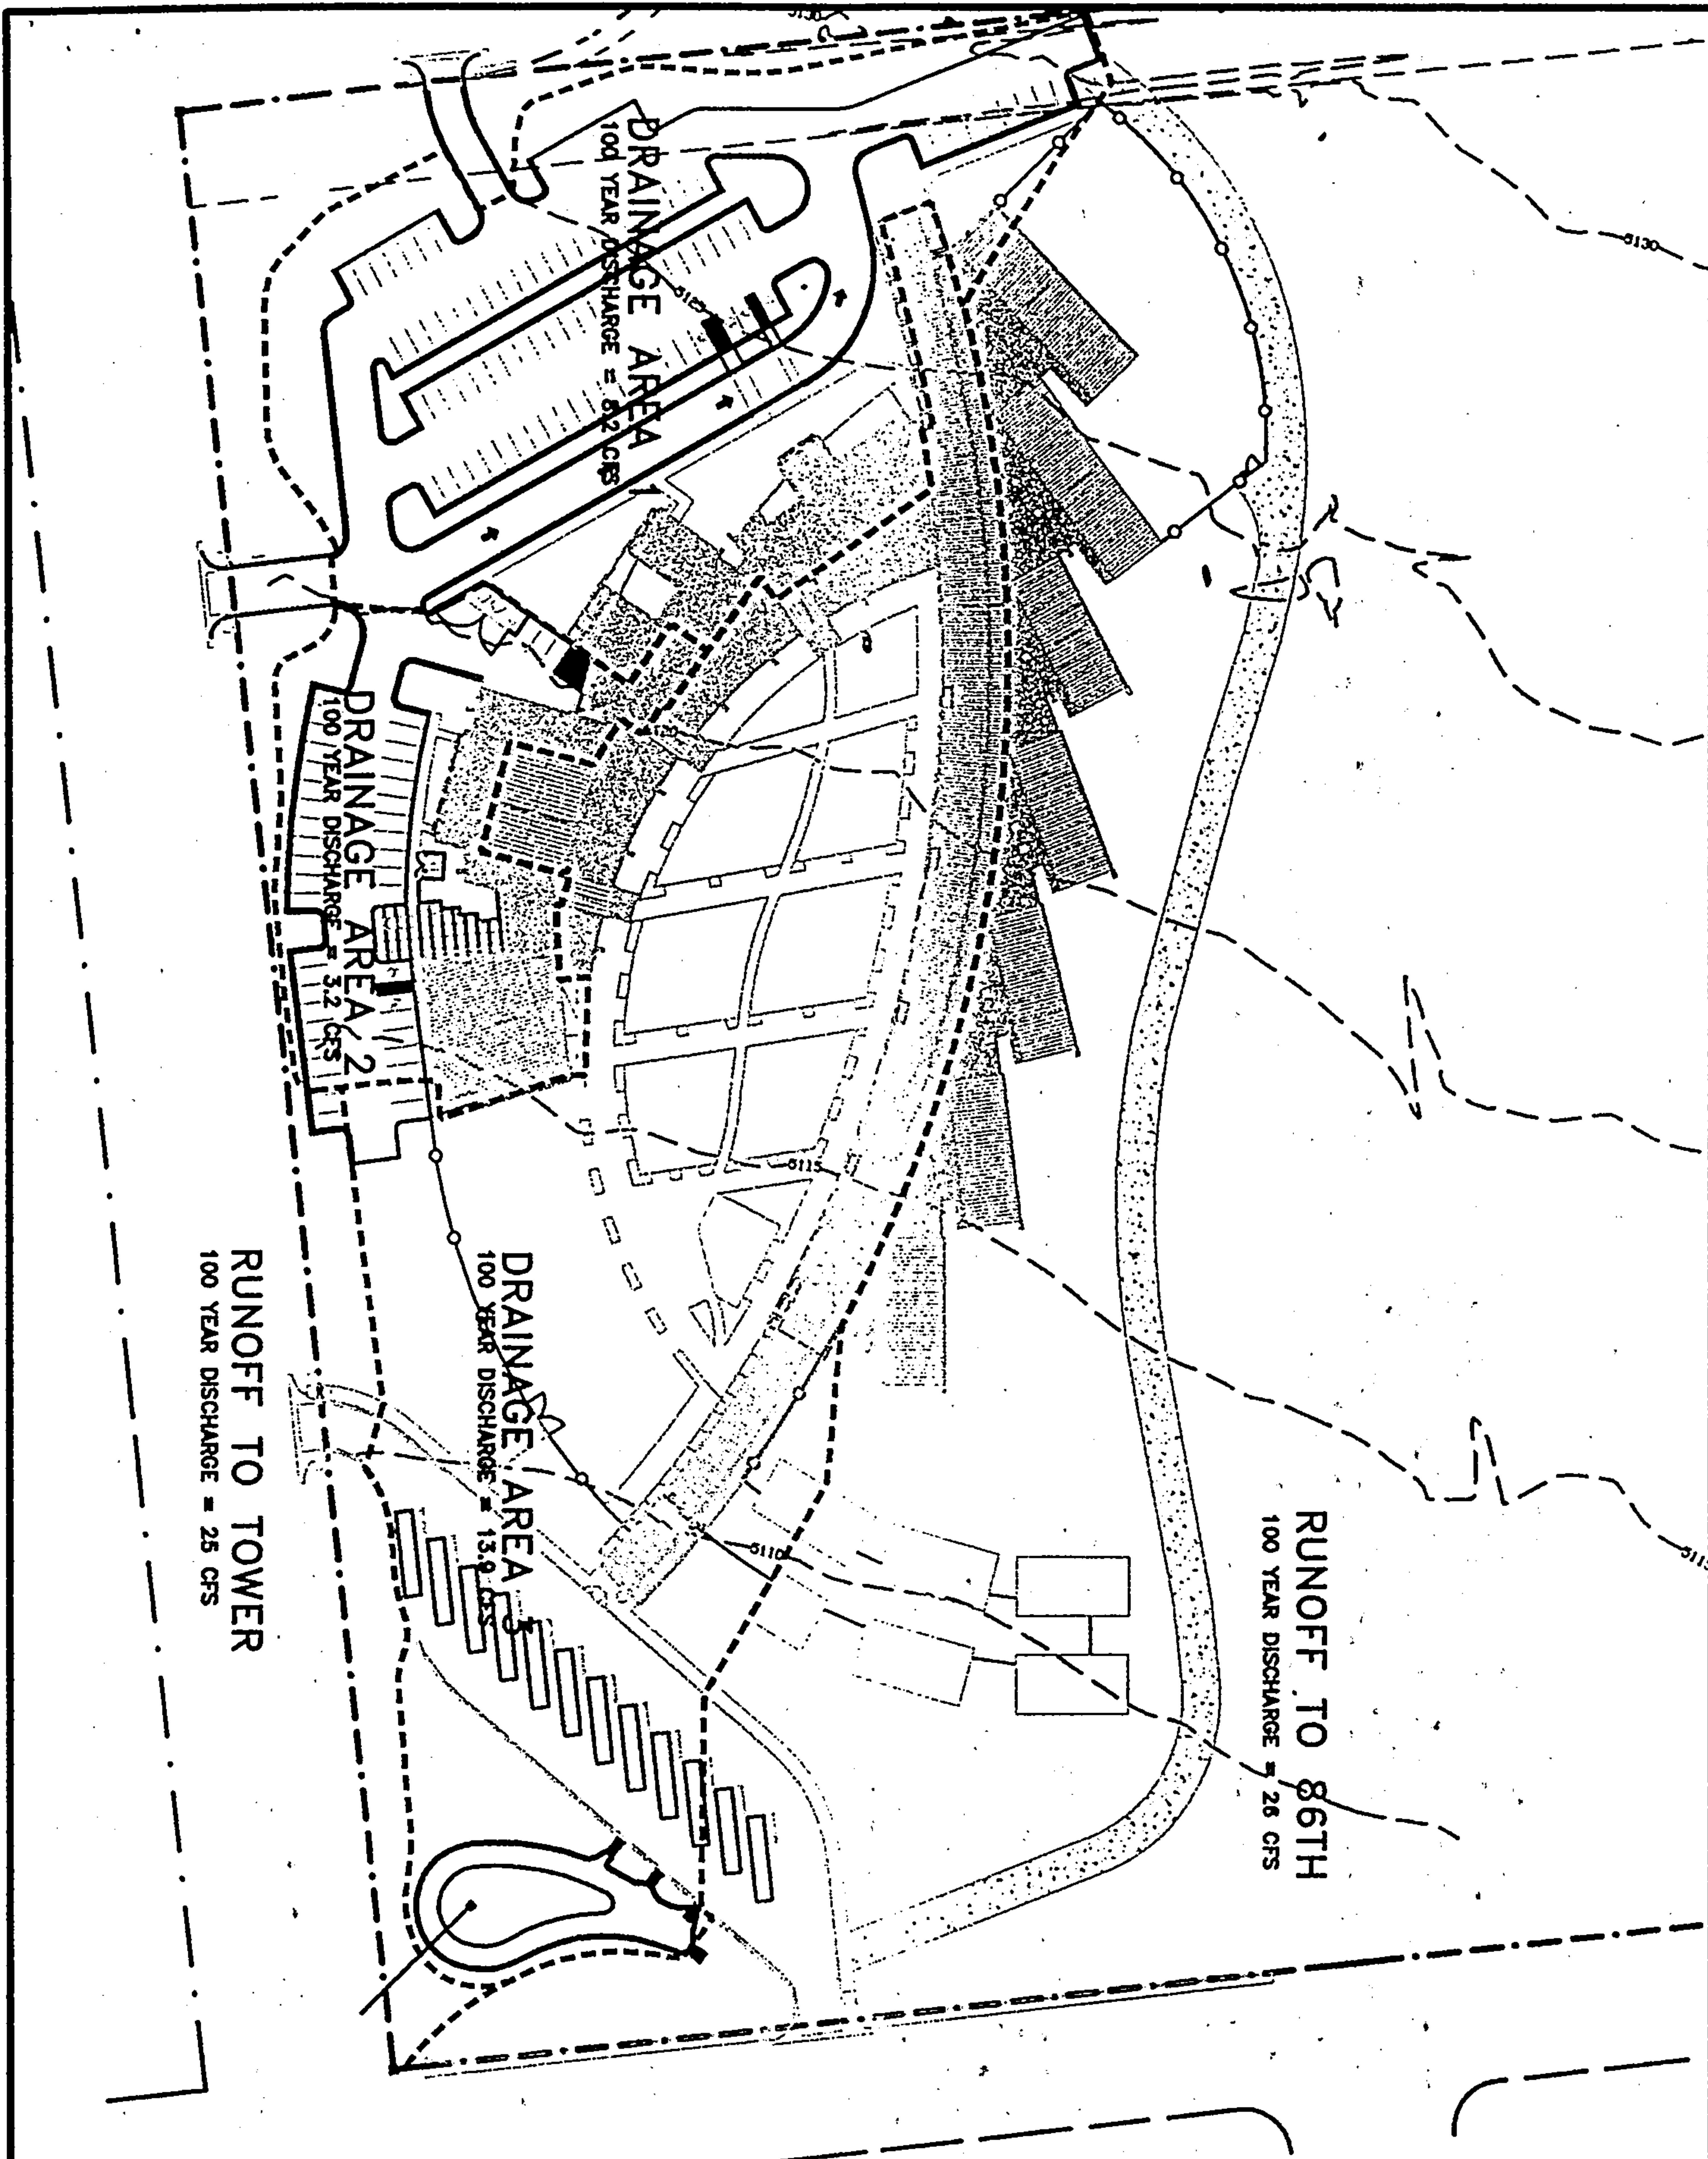 DRAINAGE AREA 1
100 YEAR DISCHARGE = 8.2 CFS
DRAINAGE AREA 2
100 YEAR DISCHARGE = 3.2 CFS
DRAINAGE AREA 3
100 YEAR DISCHARGE = 13.9 CFS
RUNOFF TO TOWER
100 YEAR DISCHARGE = 25 CFS
RUNOFF TO 86TH
100 YEAR DISCHARGE = 26 CFS
5130
5130
5115
5110